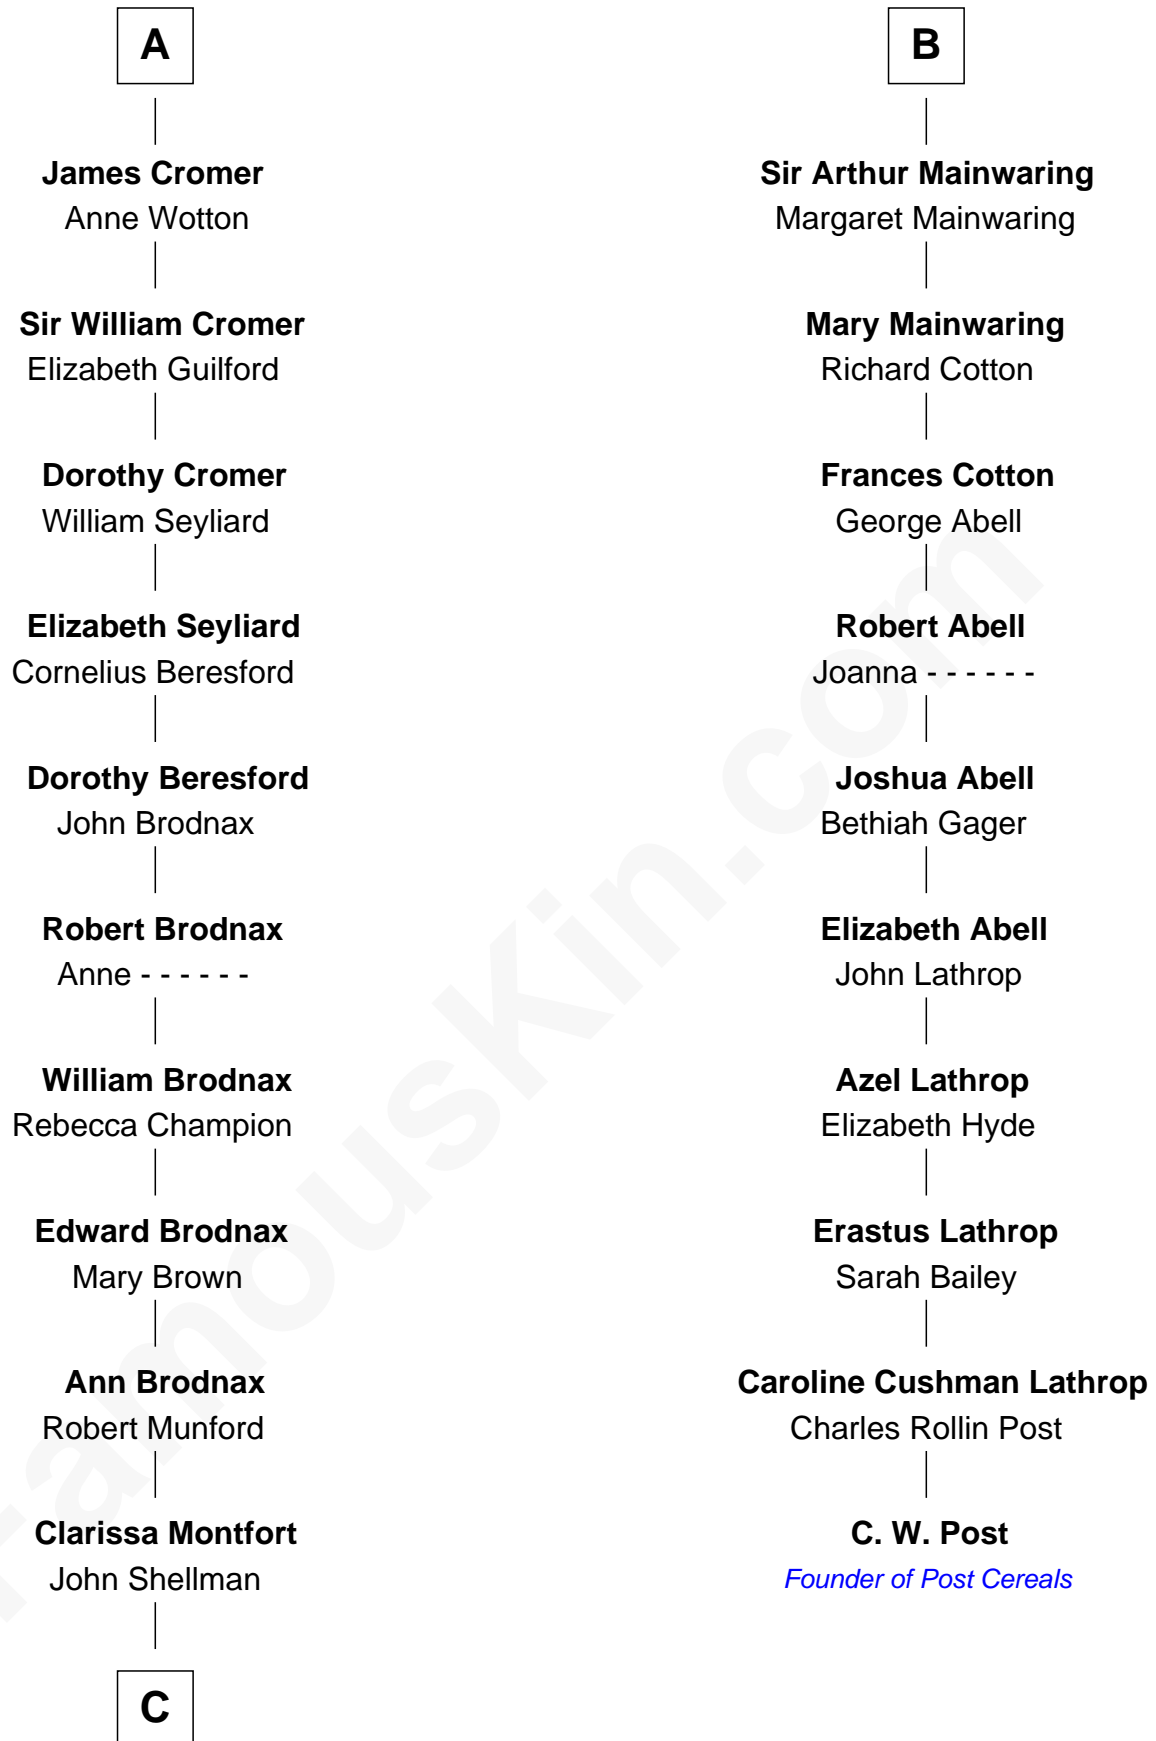 A
James Cromer
Anne Wotton
Sir William Cromer
Elizabeth Guilford
Dorothy Cromer
William Seyliard
Elizabeth Seyliard
Cornelius Beresford
Dorothy Beresford
John Brodnax
Robert Brodnax
Anne - - - - - -
William Brodnax
Rebecca Champion
Edward Brodnax
Mary Brown
Ann Brodnax
Robert Munford
Clarissa Montfort
John Shellman
C
B
Sir Arthur Mainwaring
Margaret Mainwaring
Mary Mainwaring
Richard Cotton
Frances Cotton
George Abell
Robert Abell
Joanna - - - - - -
Joshua Abell
Bethiah Gager
Elizabeth Abell
John Lathrop
Azel Lathrop
Elizabeth Hyde
Erastus Lathrop
Sarah Bailey
Caroline Cushman Lathrop
Charles Rollin Post
C. W. Post
Founder of Post Cereals
FamousKin.com